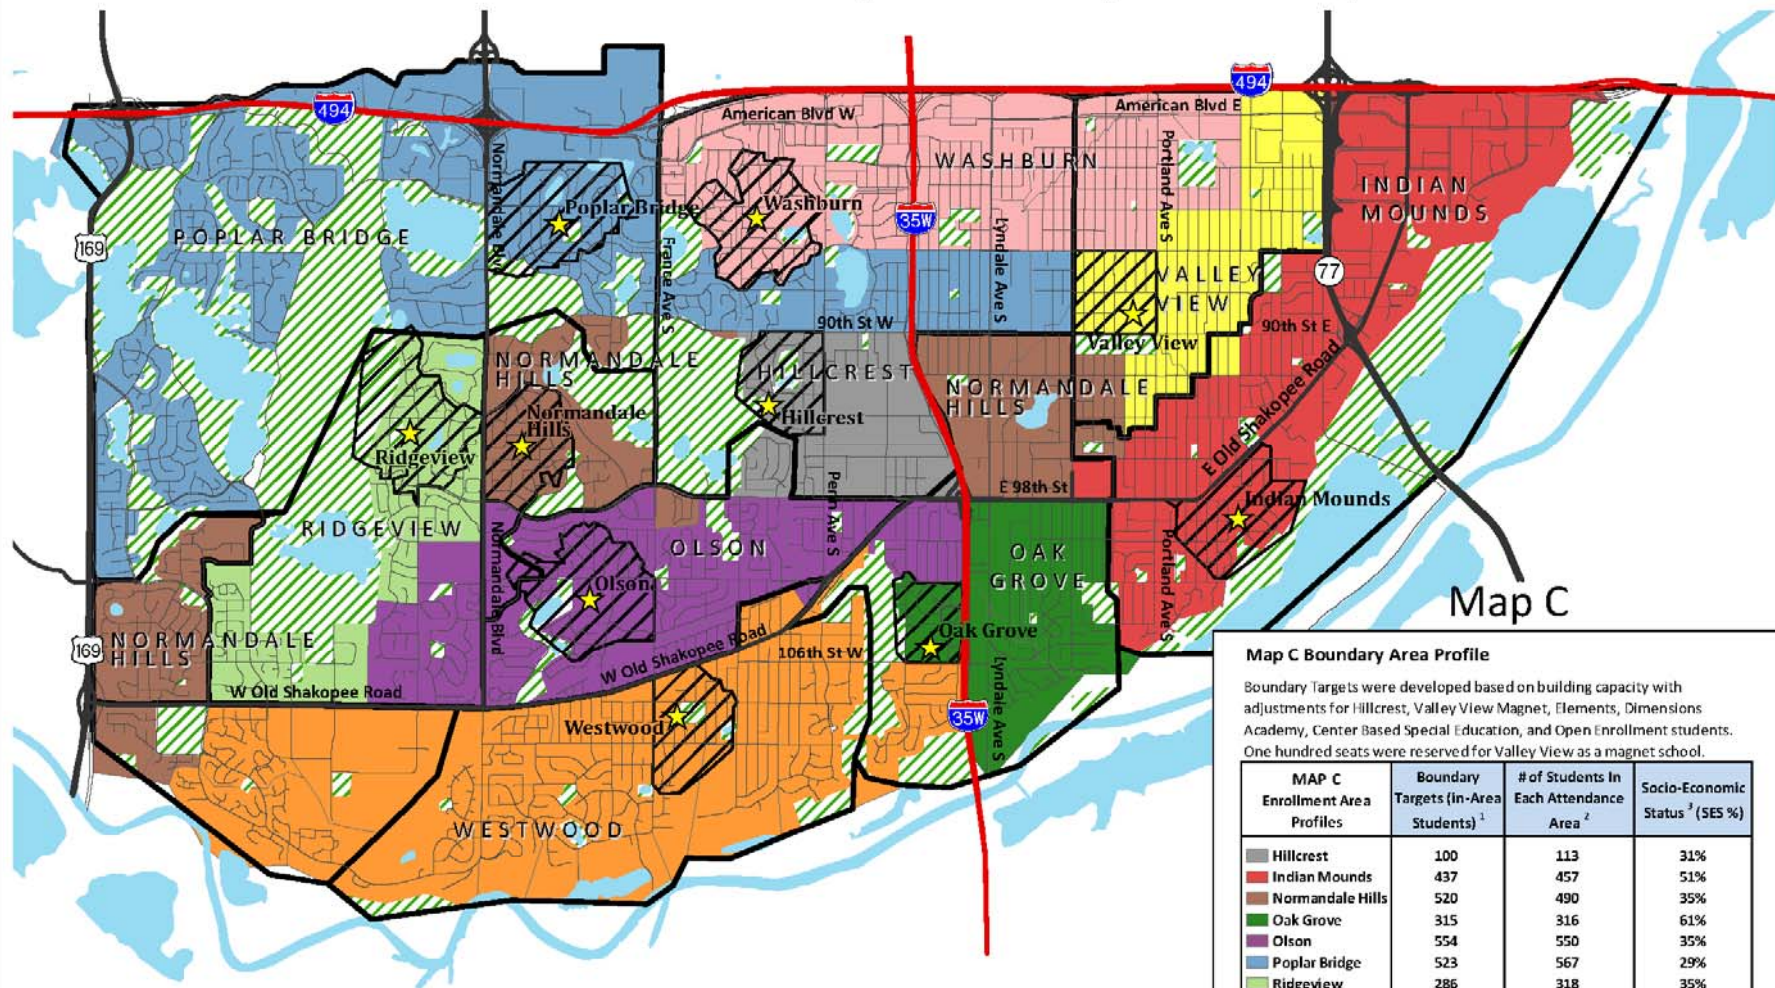 494
494
American Blvd W
American Blvd E
WASHBURN
Portland Ave S
INDIAN
MOUNDS
Normandale Blvd
Poplar Bridge
Washburn
35W
Lyndale Ave S
POPLAR BRIDGE
169
France Ave S
77
VALLEY
VIEW
90th St W
90th St E
Valley View
NORMANDALE
HILLS
HILLCREST
NORMANDALE
HILLS
Normandale
Hills
Hillcrest
Ridgeview
E Old Shakopee Road
Penn Ave S
E 98th St
Indian Mounds
RIDGEVIEW
Normandale Blvd
OLSON
OAK
GROVE
Portland Ave S
Olson
Map C
NORMANDALE
HILLS
169
Oak Grove
W Old Shakopee Road
106th St W
W Old Shakopee Road
Lyndale Ave S
Westwood
35W
WESTWOOD
Map C Boundary Area Profile
Boundary Targets were developed based on building capacity with
adjustments for Hillcrest, Valley View Magnet, Elements, Dimensions
Academy, Center Based Special Education, and Open Enrollment students.
One hundred seats were reserved for Valley View as a magnet school.
MAP C Enrollment Area Profiles | Boundary Targets (in-Area Students) 1 | # of Students In Each Attendance Area 2 | Socio-Economic Status 3 (SES %)
Hillcrest 100 113 31%
Indian Mounds 437 457 51%
Normandale Hills 520 490 35%
Oak Grove 315 316 61%
Olson 554 550 35%
Poplar Bridge 523 567 29%
Ridgeview 286 318 35%